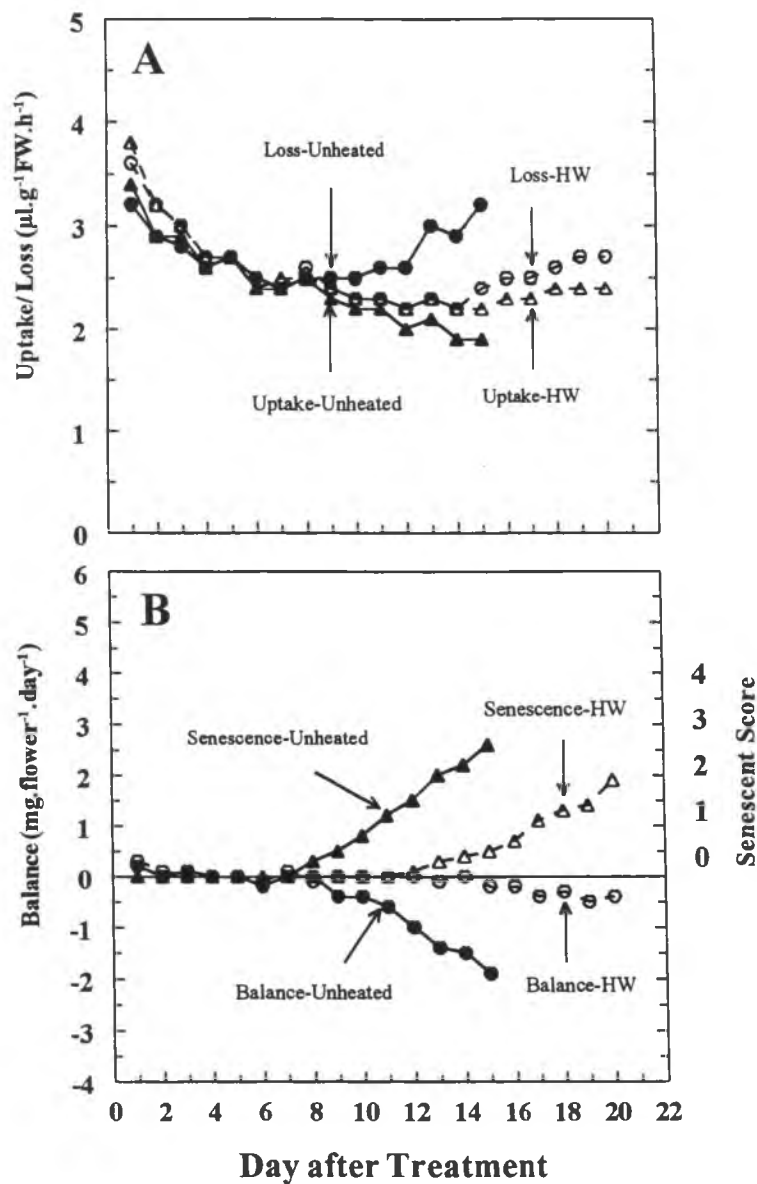 A
5
4
3
2
1
0
Uptake/ Loss (µl.g⁻¹FW.h⁻¹)
Loss-Unheated
Loss-HW
Uptake-Unheated
Uptake-HW
B
6
5
4
3
2
1
0
-1
-2
-3
-4
Balance (mg.flower⁻¹.day⁻¹)
Senescence-Unheated
Senescence-HW
Balance-Unheated
Balance-HW
4
3
2
1
0
Senescent Score
0 2 4 6 8 10 12 14 16 18 20 22
Day after Treatment